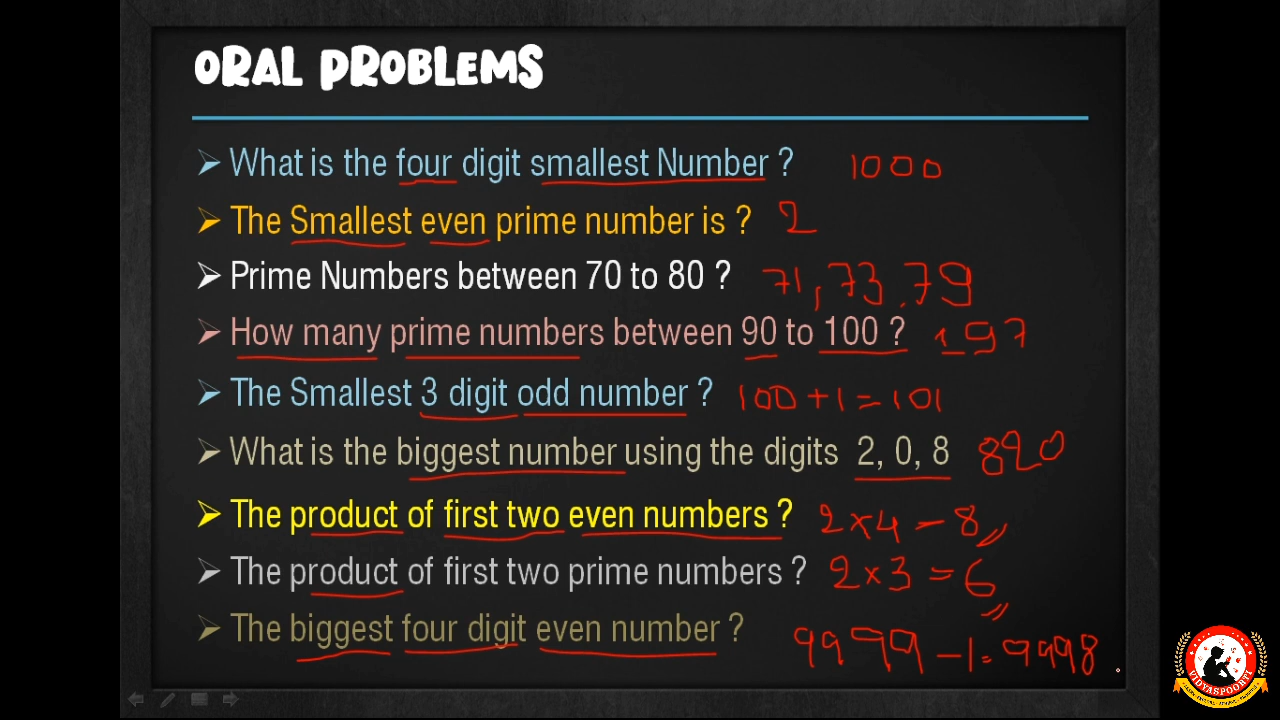 ORAL PROBLEMS
➤ What is the four digit smallest Number ? 1000
➤ The Smallest even prime number is ? 2
➤ Prime Numbers between 70 to 80 ? 71, 73, 79
➤ How many prime numbers between 90 to 100 ? 1 97
➤ The Smallest 3 digit odd number ? 100 + 1 = 101
➤ What is the biggest number using the digits 2, 0, 8 820
➤ The product of first two even numbers ? 2 × 4 = 8
➤ The product of first two prime numbers ? 2 × 3 = 6
➤ The biggest four digit even number ? 9999 - 1 = 9998
VIDYASPOORTI